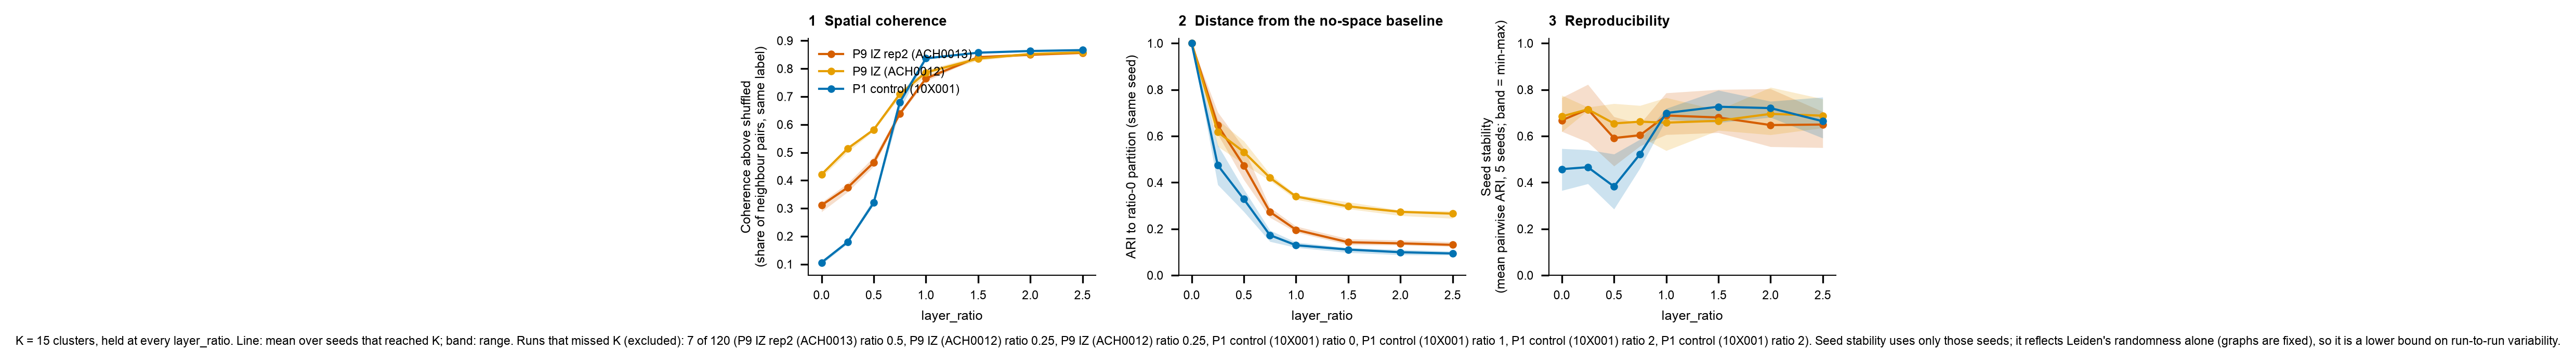 1 Spatial coherence
Coherence above shuffled
(share of neighbour pairs, same label)
0.9
0.8
0.7
0.6
0.5
0.4
0.3
0.2
0.1
P9 IZ rep2 (ACH0013)
P9 IZ (ACH0012)
P1 control (10X001)
0.0 0.5 1.0 1.5 2.0 2.5
layer_ratio
2 Distance from the no-space baseline
ARI to ratio-0 partition (same seed)
1.0
0.8
0.6
0.4
0.2
0.0
0.0 0.5 1.0 1.5 2.0 2.5
layer_ratio
3 Reproducibility
Seed stability
(mean pairwise ARI, 5 seeds; band = min-max)
1.0
0.8
0.6
0.4
0.2
0.0
0.0 0.5 1.0 1.5 2.0 2.5
layer_ratio
K = 15 clusters, held at every layer_ratio. Line: mean over seeds that reached K; band: range. Runs that missed K (excluded): 7 of 120 (P9 IZ rep2 (ACH0013) ratio 0.5, P9 IZ (ACH0012) ratio 0.25, P9 IZ (ACH0012) ratio 0.25, P1 control (10X001) ratio 0, P1 control (10X001) ratio 1, P1 control (10X001) ratio 2, P1 control (10X001) ratio 2). Seed stability uses only those seeds; it reflects Leiden's randomness alone (graphs are fixed), so it is a lower bound on run-to-run variability.